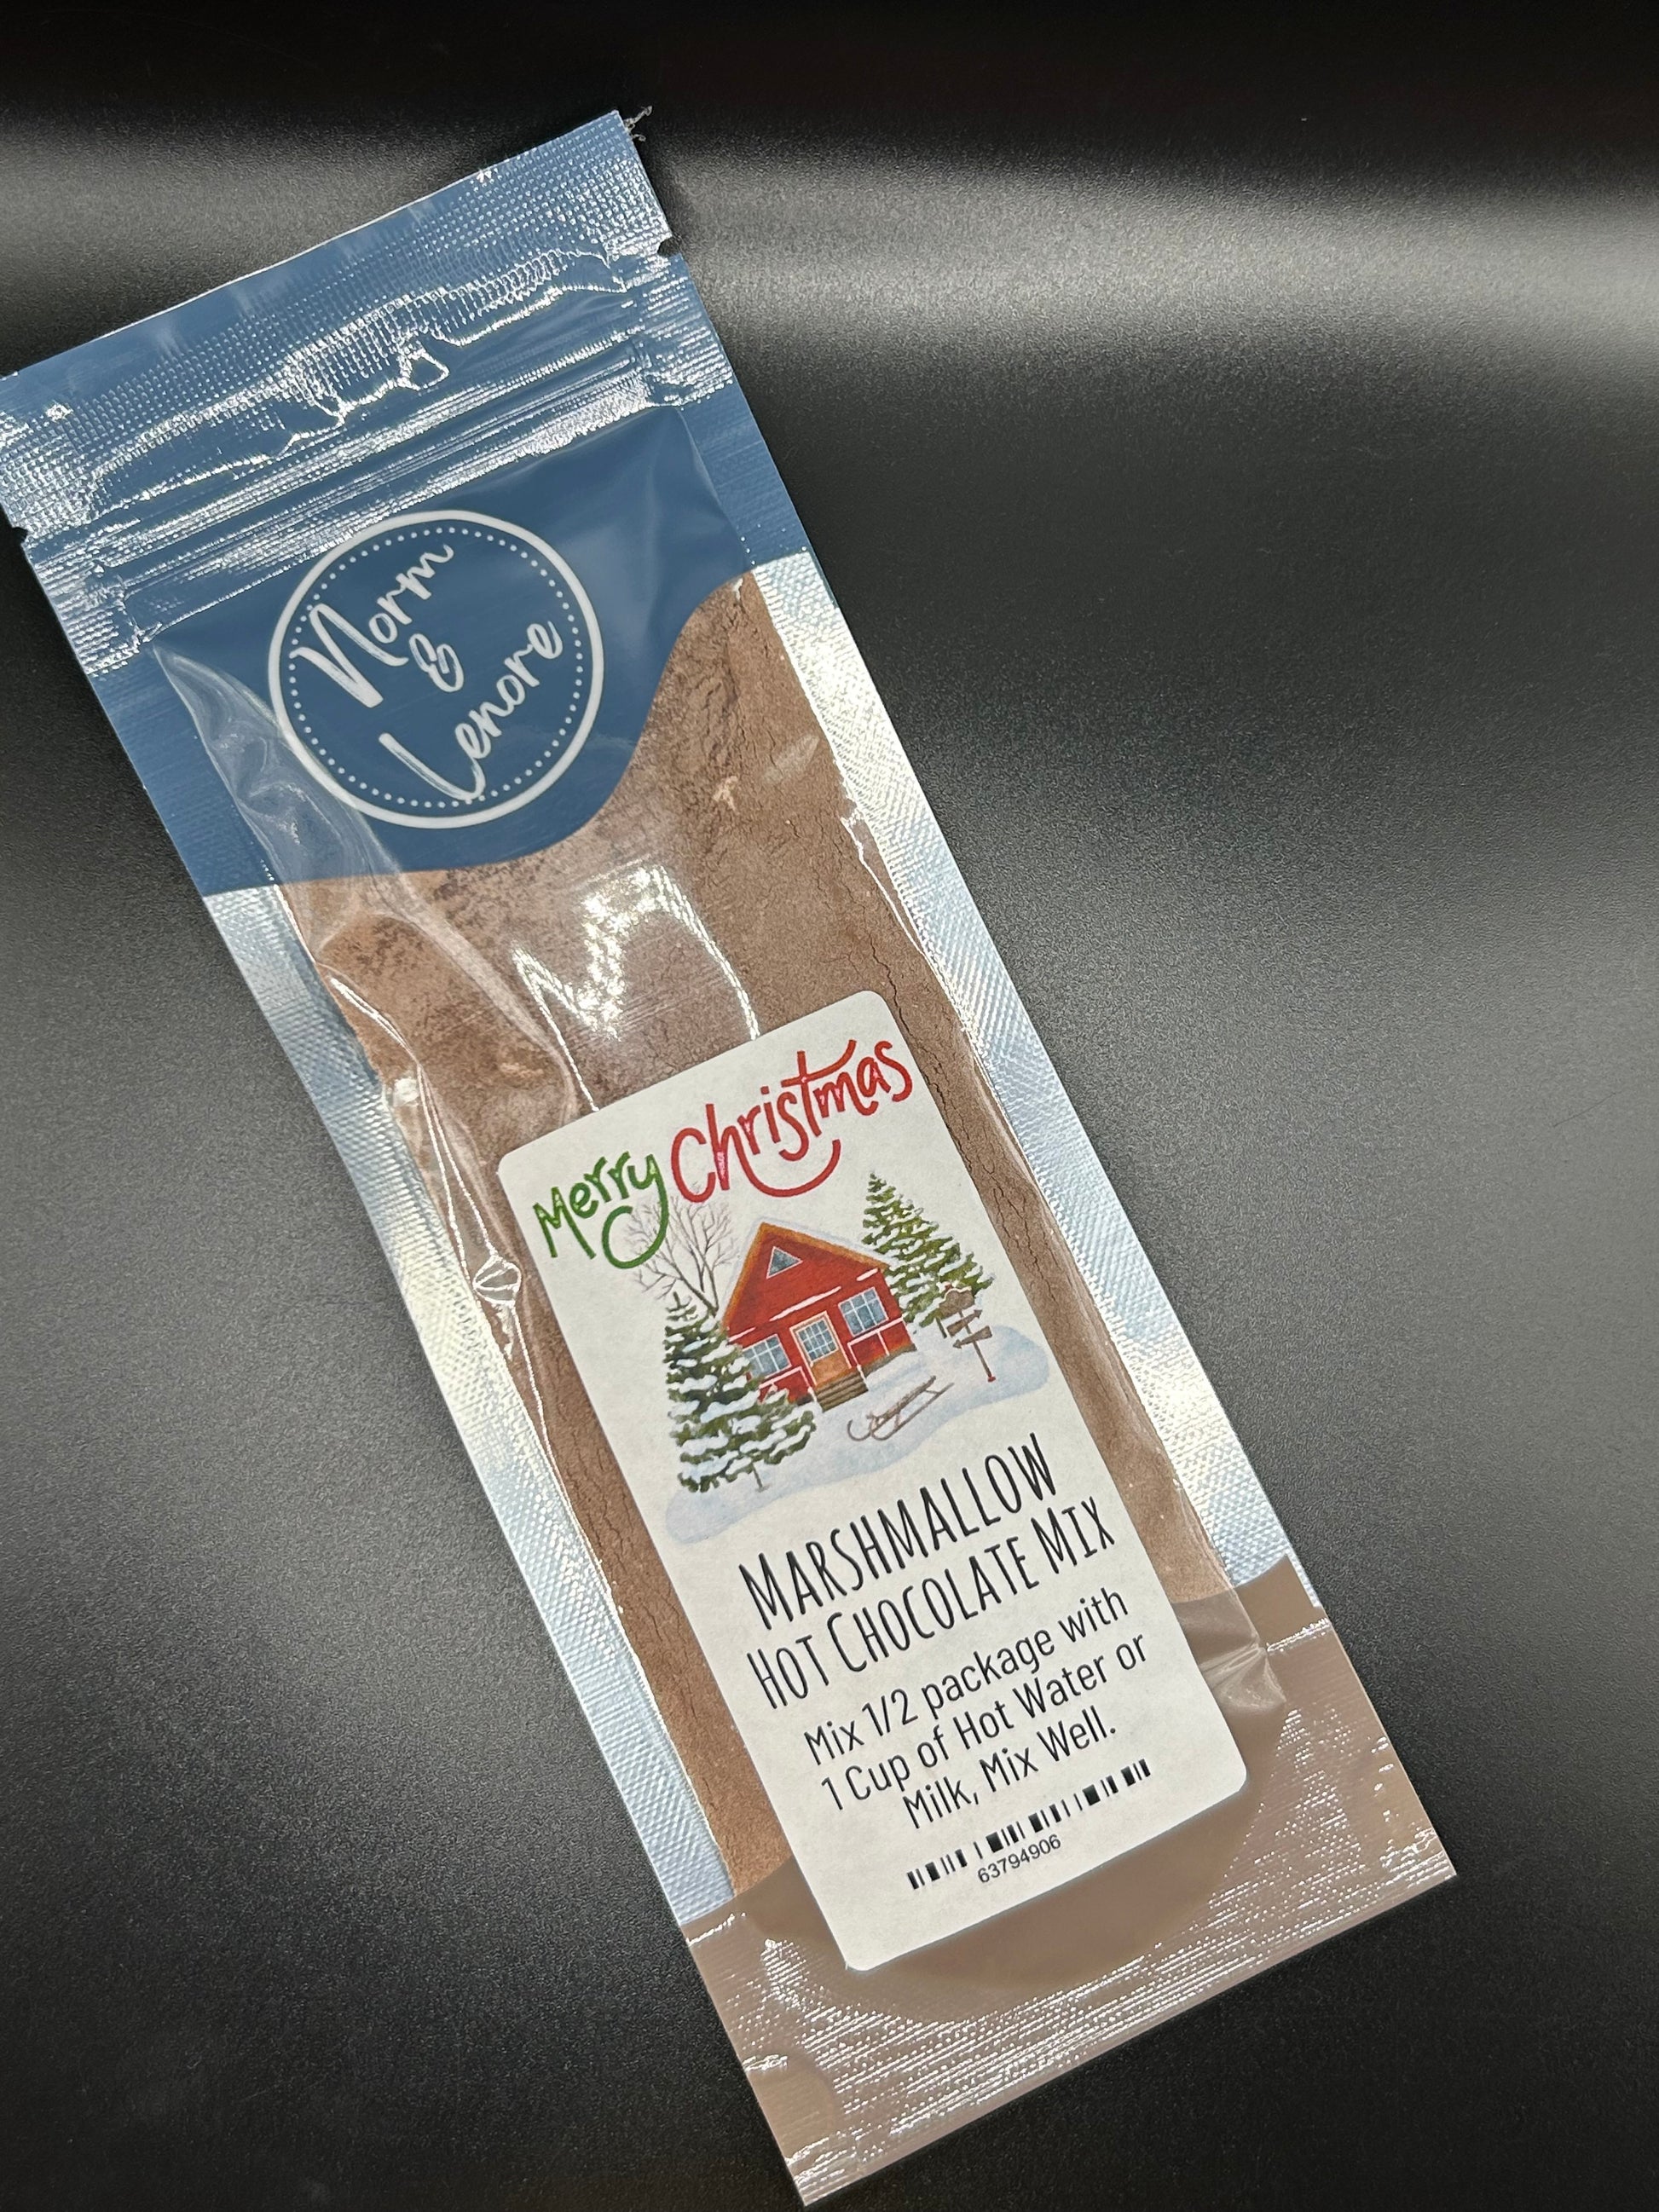 Norm
&
Lenore
Merry Christmas
MARSHMALLOW
HOT CHOCOLATE MIX
Mix 1/2 package with
1 Cup of Hot Water or
Milk, Mix Well.
63794906